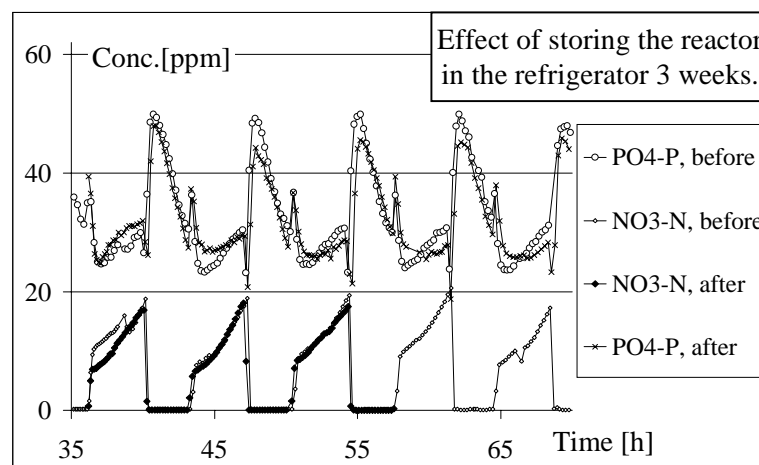 Effect of storing the reactor
in the refrigerator 3 weeks.
Conc.[ppm]
60
40
20
0
35
45
55
65
Time [h]
PO4-P, before
NO3-N, before
NO3-N, after
PO4-P, after